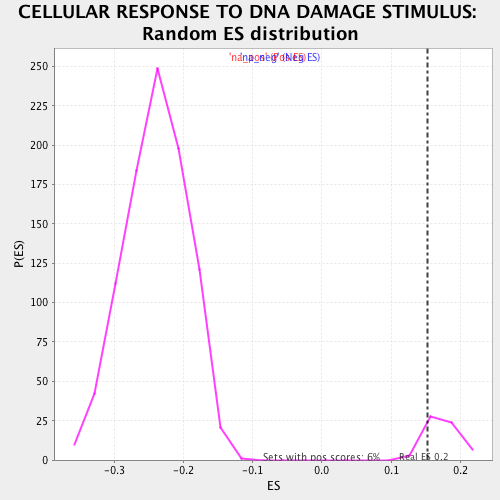 CELLULAR RESPONSE TO DNA DAMAGE STIMULUS:
Random ES distribution
250
225
200
175
150
125
100
75
50
25
0
P(ES)
Sets with pos scores: 6%
Real ES 0.2
-0.3
-0.2
-0.1
0.0
0.1
0.2
ES